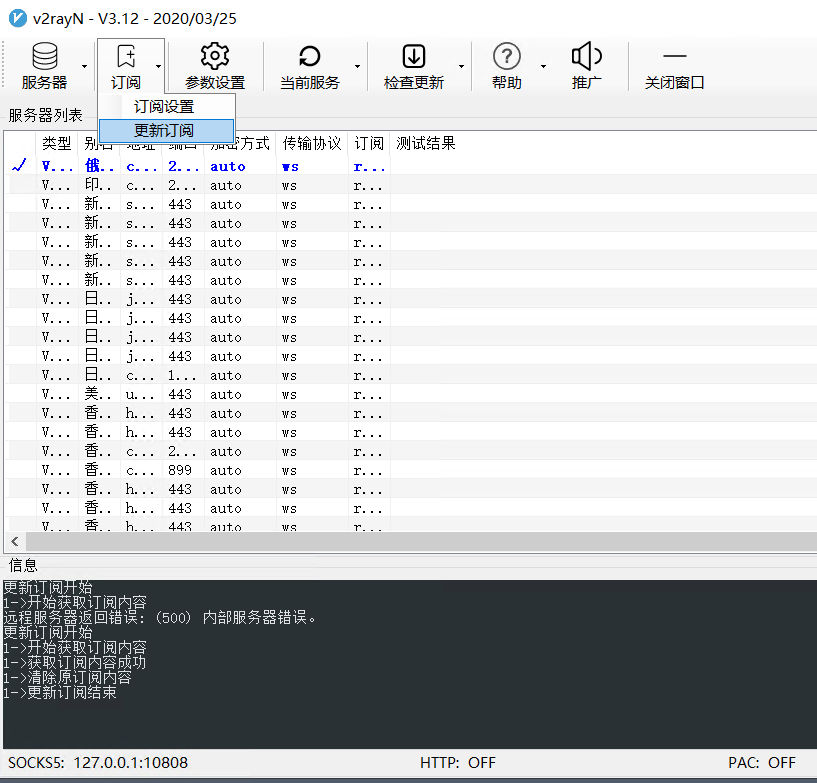 v2rayN - V3.12 - 2020/03/25
服务器 订阅 参数设置 当前服务 检查更新 帮助 推广 关闭窗口
订阅设置
更新订阅
服务器列表
类型 别名 地址 端口 加密方式 传输协议 订阅 测试结果
V... 俄.. c... 2... auto ws r...
V... 印.. c... 2... auto ws r...
V... 新.. s... 443 auto ws r...
V... 新.. s... 443 auto ws r...
V... 新.. s... 443 auto ws r...
V... 新.. s... 443 auto ws r...
V... 新.. s... 443 auto ws r...
V... 日.. j... 443 auto ws r...
V... 日.. j... 443 auto ws r...
V... 日.. j... 443 auto ws r...
V... 日.. j... 443 auto ws r...
V... 日.. c... 1... auto ws r...
V... 美.. u... 443 auto ws r...
V... 香.. h... 443 auto ws r...
V... 香.. h... 443 auto ws r...
V... 香.. c... 2... auto ws r...
V... 香.. c... 899 auto ws r...
V... 香.. h... 443 auto ws r...
V... 香.. h... 443 auto ws r...
V... 香.. h... 443 auto ws r...
信息
更新订阅开始
1->开始获取订阅内容
远程服务器返回错误: (500) 内部服务器错误。
更新订阅开始
1->开始获取订阅内容
1->获取订阅内容成功
1->清除原订阅内容
1->更新订阅结束
SOCKS5: 127.0.0.1:10808 HTTP: OFF PAC: OFF